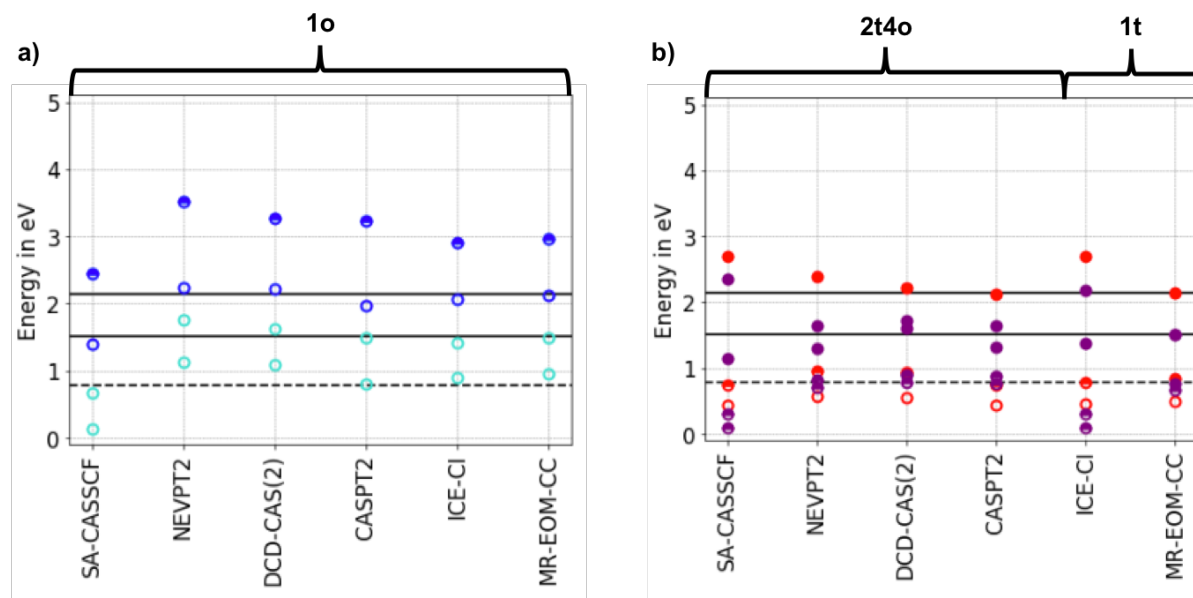 1o
2t4o
1t
a)
b)
5
4
3
2
1
0
Energy in eV
SA-CASSCF
NEVPT2
DCD-CAS(2)
CASPT2
ICE-CI
MR-EOM-CC
5
4
3
2
1
0
Energy in eV
SA-CASSCF
NEVPT2
DCD-CAS(2)
CASPT2
ICE-CI
MR-EOM-CC